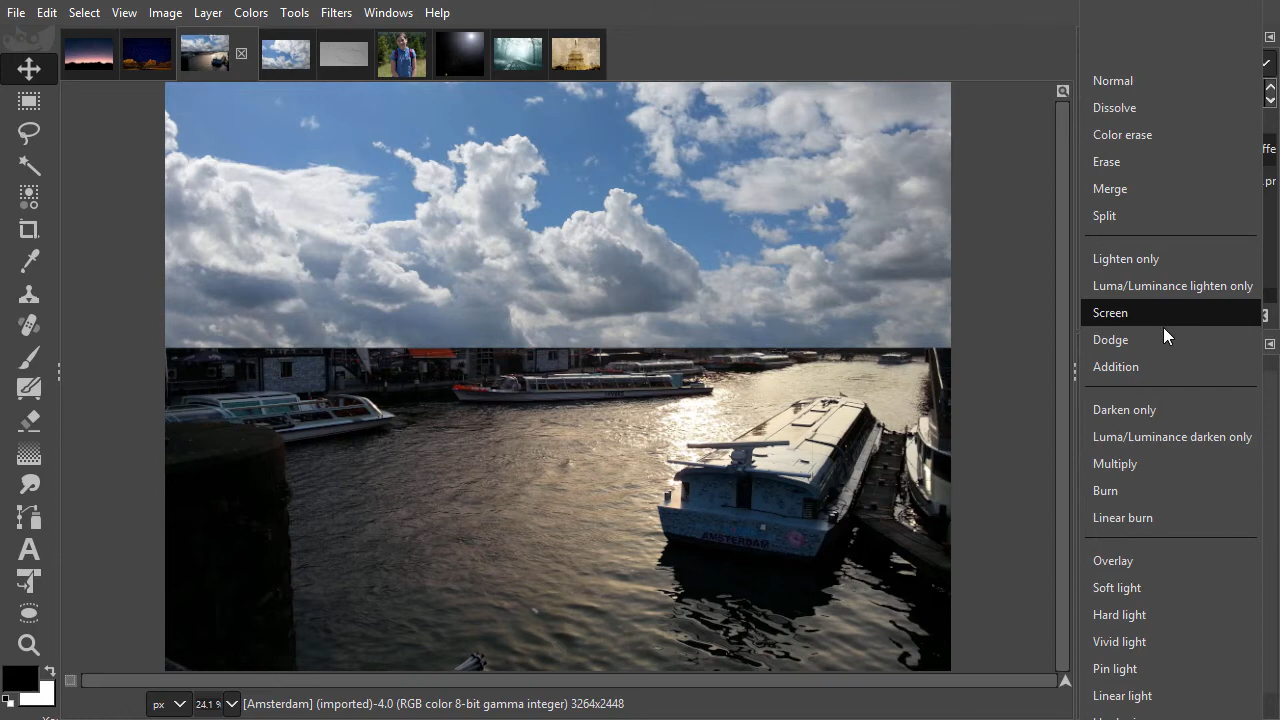 File Edit Select View Image Layer Colors Tools Filters Windows Help
Normal
Dissolve
Color erase
Erase
Merge
Split
Lighten only
Luma/Luminance lighten only
Screen
Dodge
Addition
Darken only
Luma/Luminance darken only
Multiply
Burn
Linear burn
Overlay
Soft light
Hard light
Vivid light
Pin light
Linear light
AMSTERDAM
px 24.1 % [Amsterdam] (imported)-4.0 (RGB color 8-bit gamma integer) 3264x2448